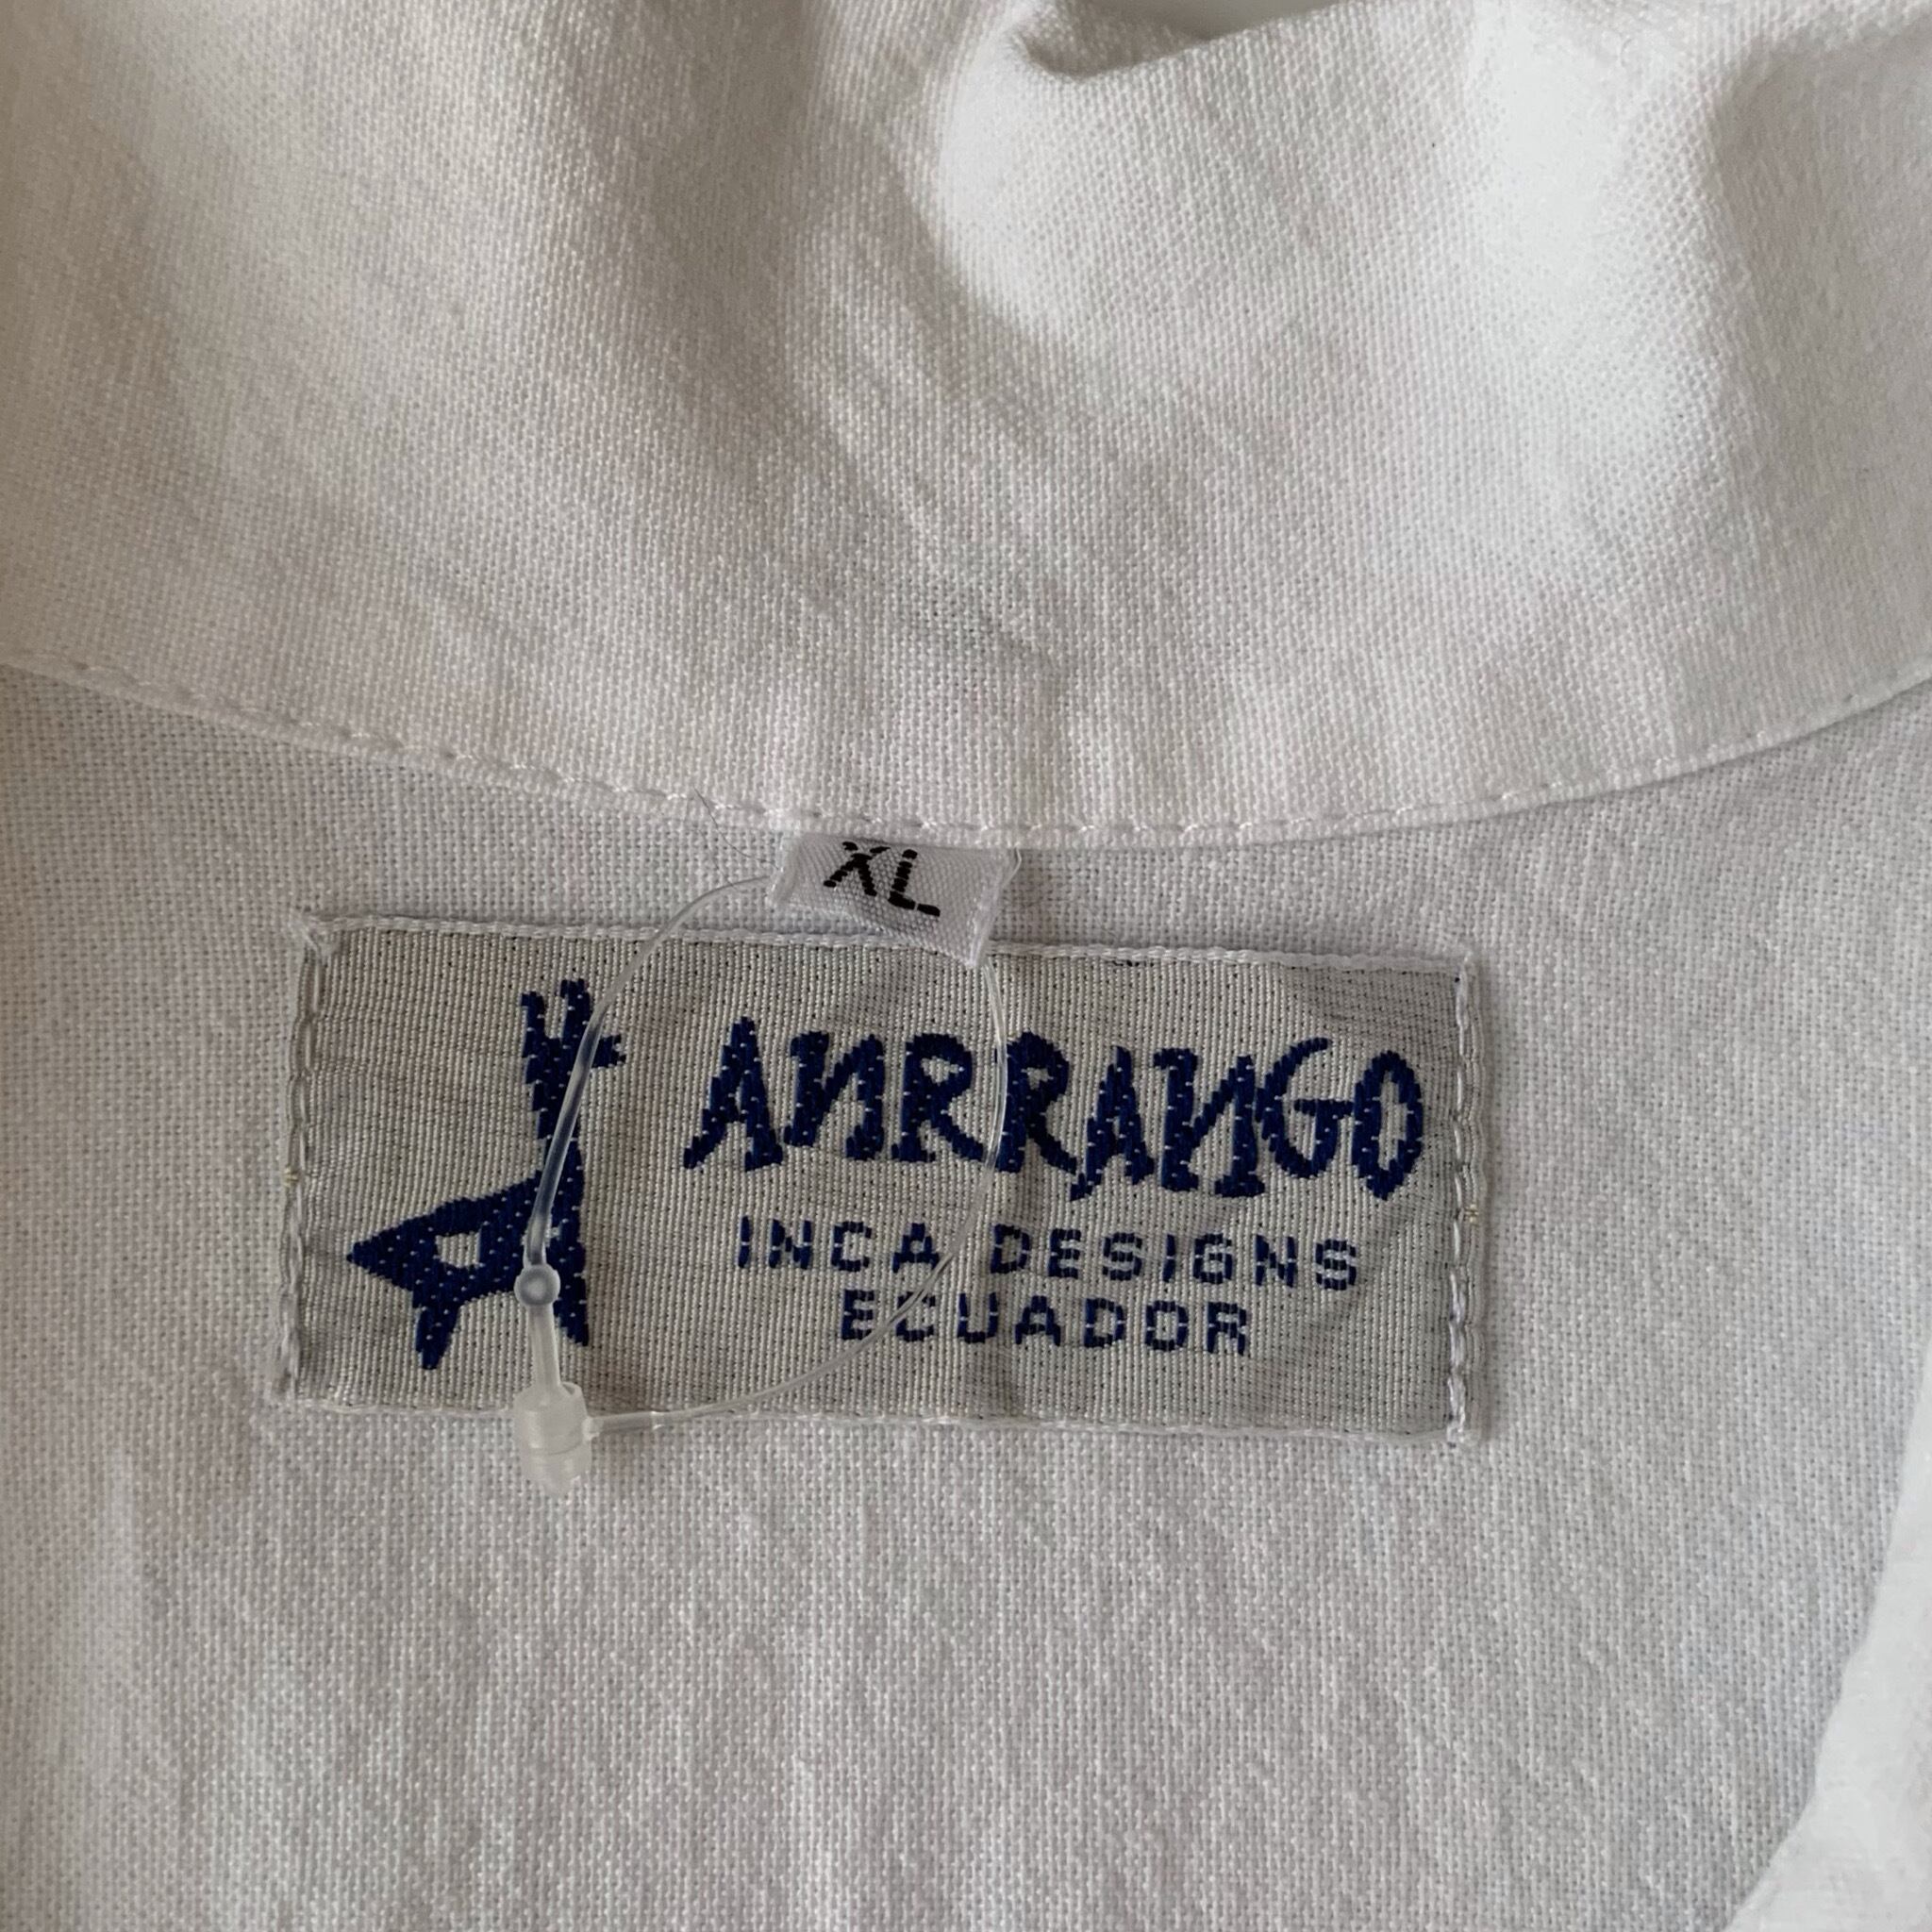 XL
ANRRANGO
INCA DESIGNS
ECUADOR